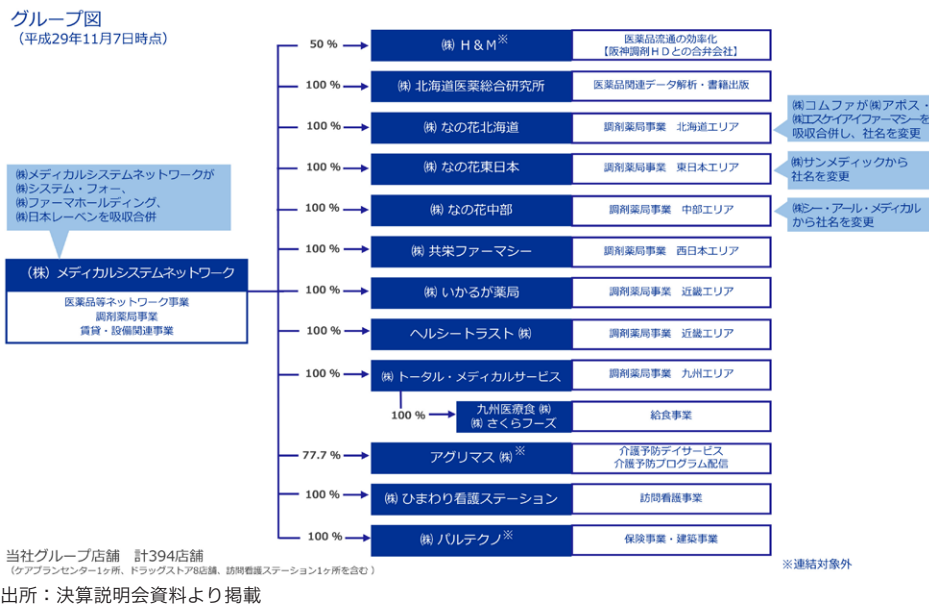 グループ図
（平成29年11月7日時点）
50 %
㈱ H＆M※
医薬品流通の効率化
【阪神調剤ＨＤとの合弁会社】
100 %
㈱ 北海道医薬総合研究所
医薬品関連データ解析・書籍出版
100 %
㈱ なの花北海道
調剤薬局事業　北海道エリア
㈱コムファが㈱アポス・
㈱エスケイアイファーマシーを
吸収合併し、社名を変更
100 %
㈱ なの花東日本
調剤薬局事業　東日本エリア
㈱サンメディックから
社名を変更
㈱メディカルシステムネットワークが
㈱システム・フォー、
㈱ファーマホールディング、
㈱日本レーベンを吸収合併
100 %
㈱ なの花中部
調剤薬局事業　中部エリア
㈱シー・アール・メディカル
から社名を変更
100 %
㈱ 共栄ファーマシー
調剤薬局事業　西日本エリア
（株）メディカルシステムネットワーク
医薬品等ネットワーク事業
調剤薬局事業
賃貸・設備関連事業
100 %
㈱ いかるが薬局
調剤薬局事業　近畿エリア
100 %
ヘルシートラスト ㈱
調剤薬局事業　近畿エリア
100 %
㈱ トータル・メディカルサービス
調剤薬局事業　九州エリア
100 %
九州医療食 ㈱
㈱ さくらフーズ
給食事業
77.7 %
アグリマス ㈱※
介護予防デイサービス
介護予防プログラム配信
100 %
㈱ ひまわり看護ステーション
訪問看護事業
100 %
㈱ パルテクノ※
保険事業・建築事業
当社グループ店舗　計394店舗
（ケアプランセンター1ヶ所、ドラッグストア8店舗、訪問看護ステーション1ヶ所を含む ）
※連結対象外
出所：決算説明会資料より掲載